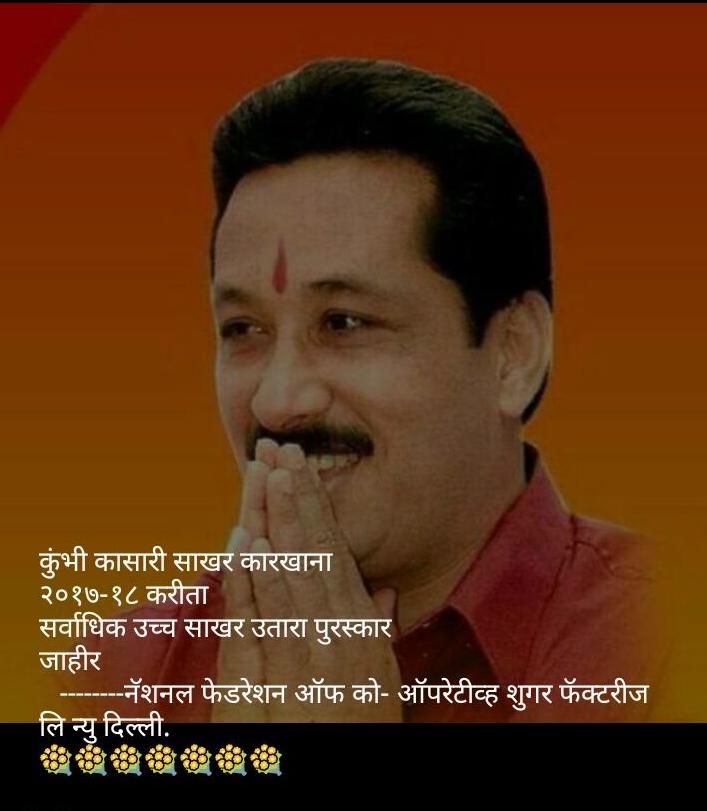 कुंभी कासारी साखर कारखाना
२०१७-१८ करीता
सर्वाधिक उच्च साखर उतारा पुरस्कार
जाहीर
--------नॅशनल फेडरेशन ऑफ को- ऑपरेटीव्ह शुगर फॅक्टरीज
लि न्यु दिल्ली.
💐💐💐💐💐💐💐